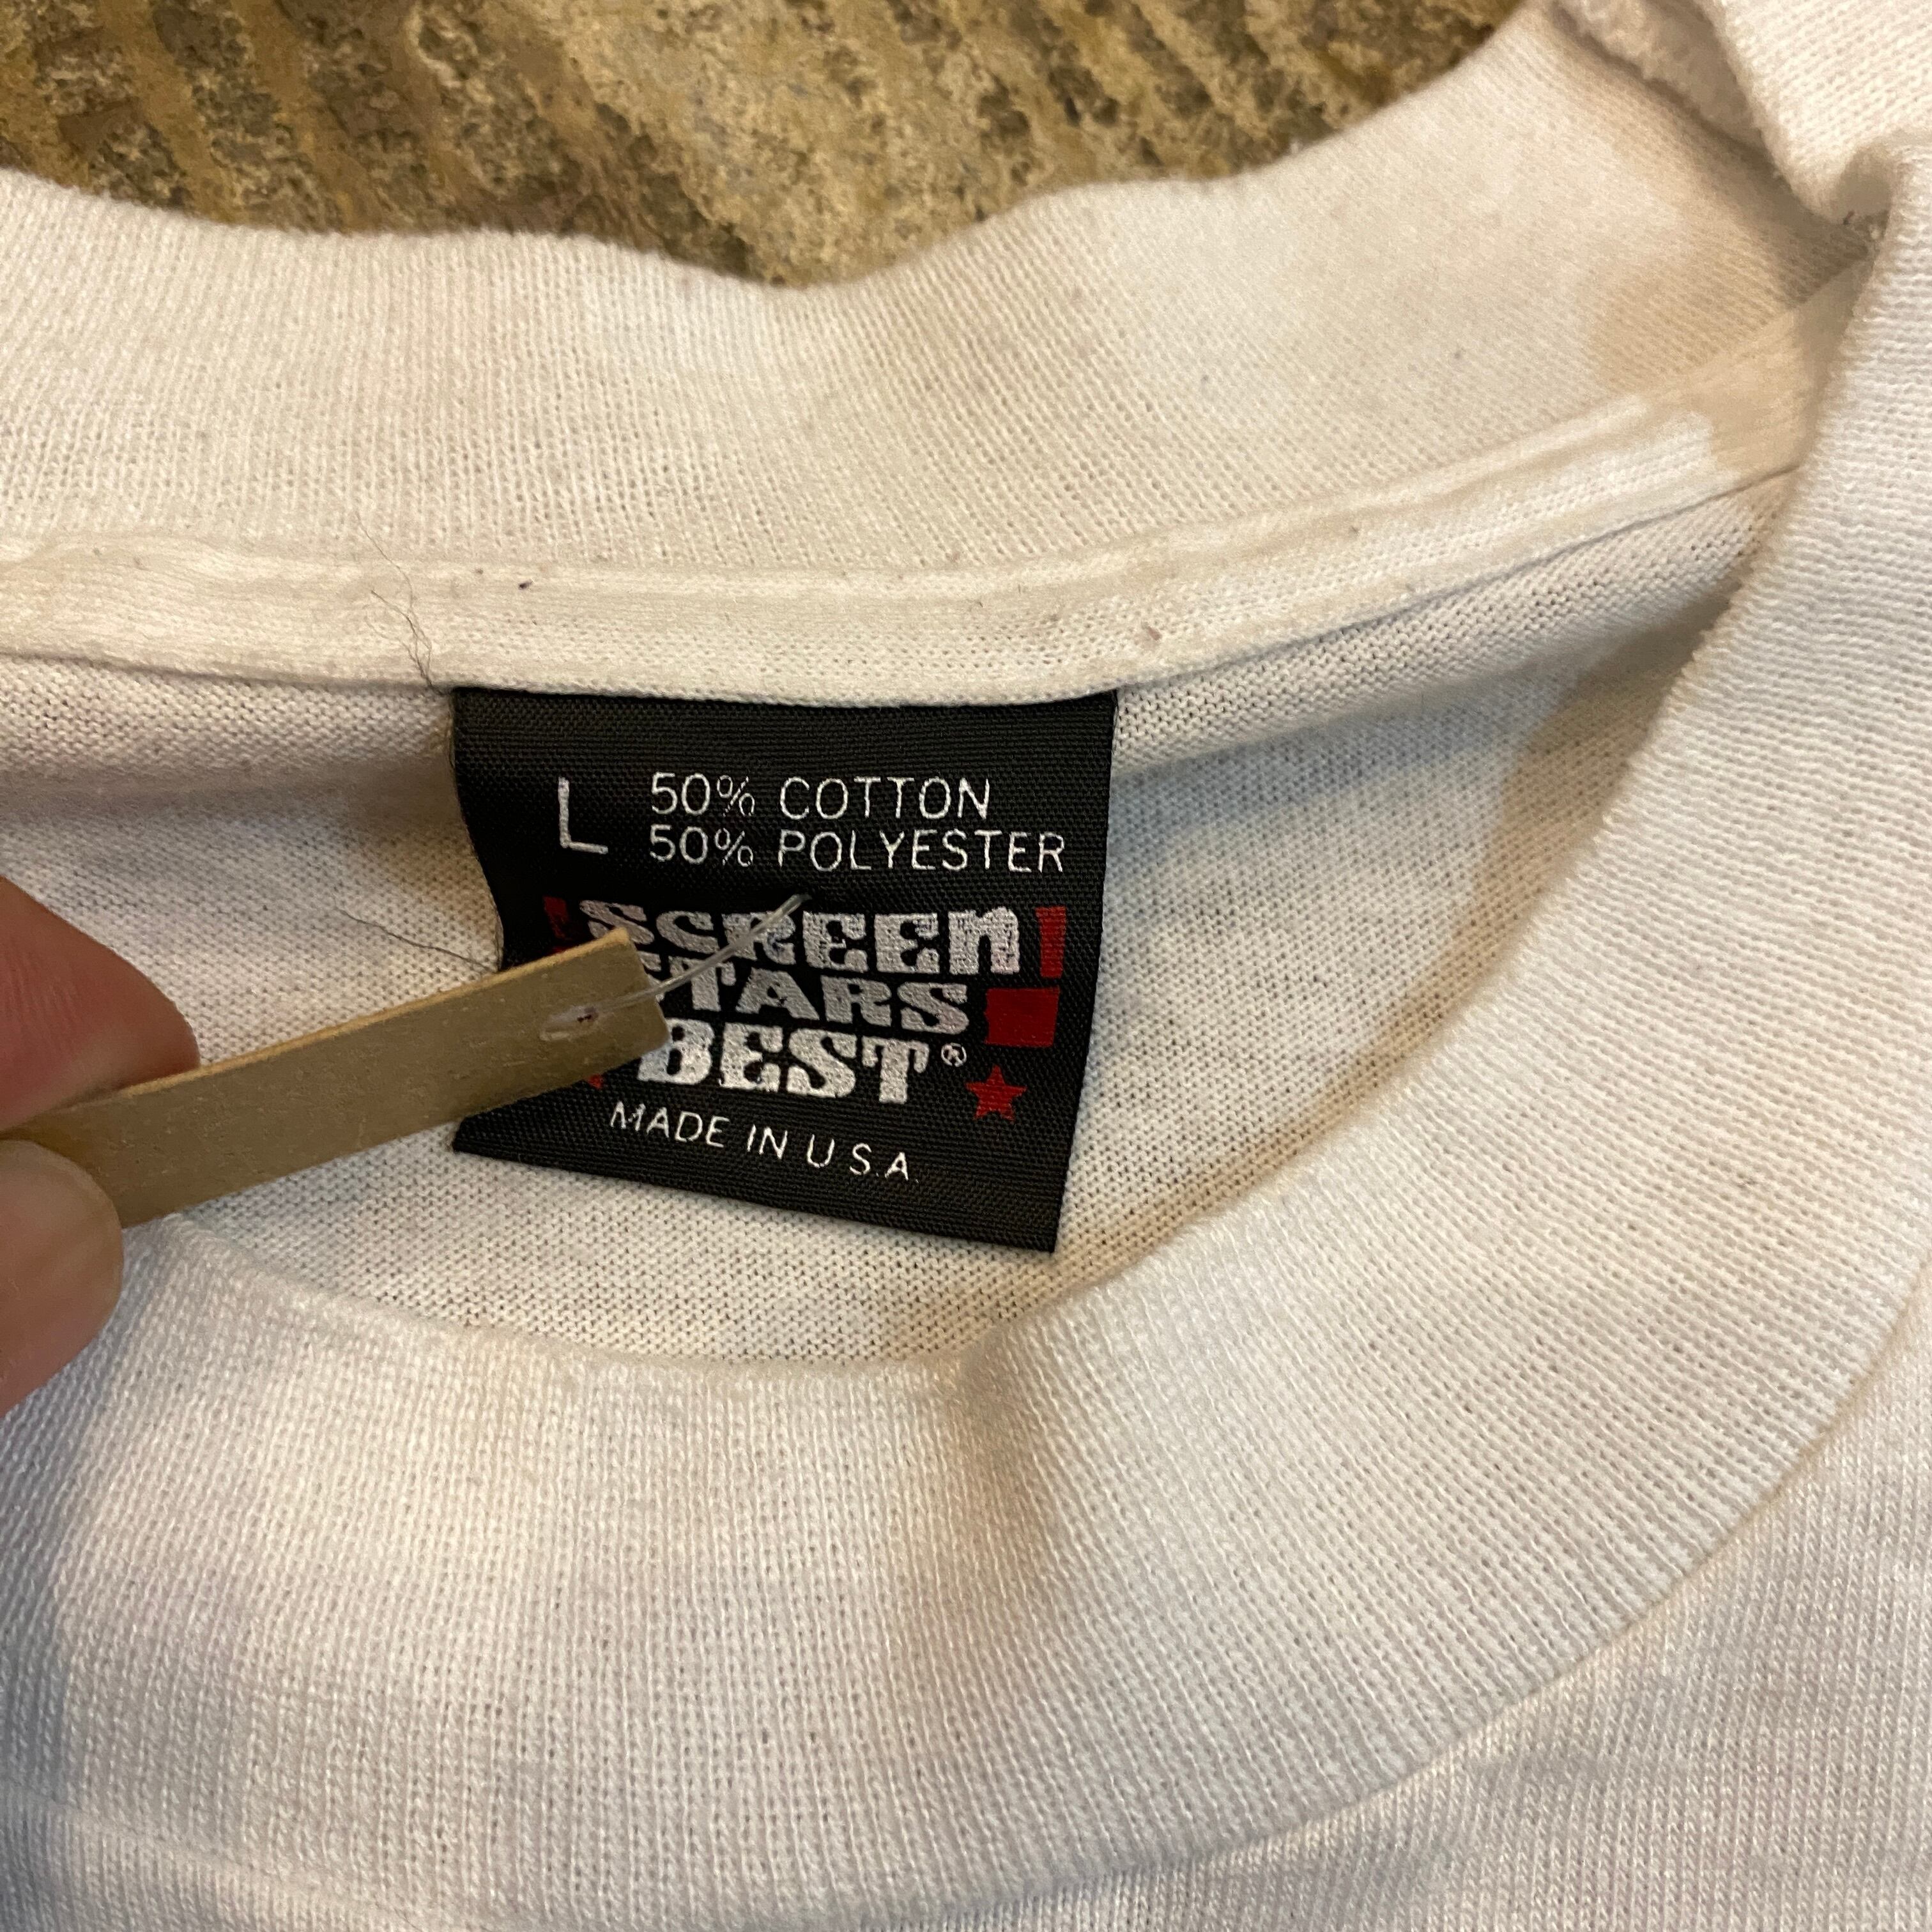 L 50% COTTON
50% POLYESTER
SCREEN
STARS
BEST®
MADE IN U.S.A.